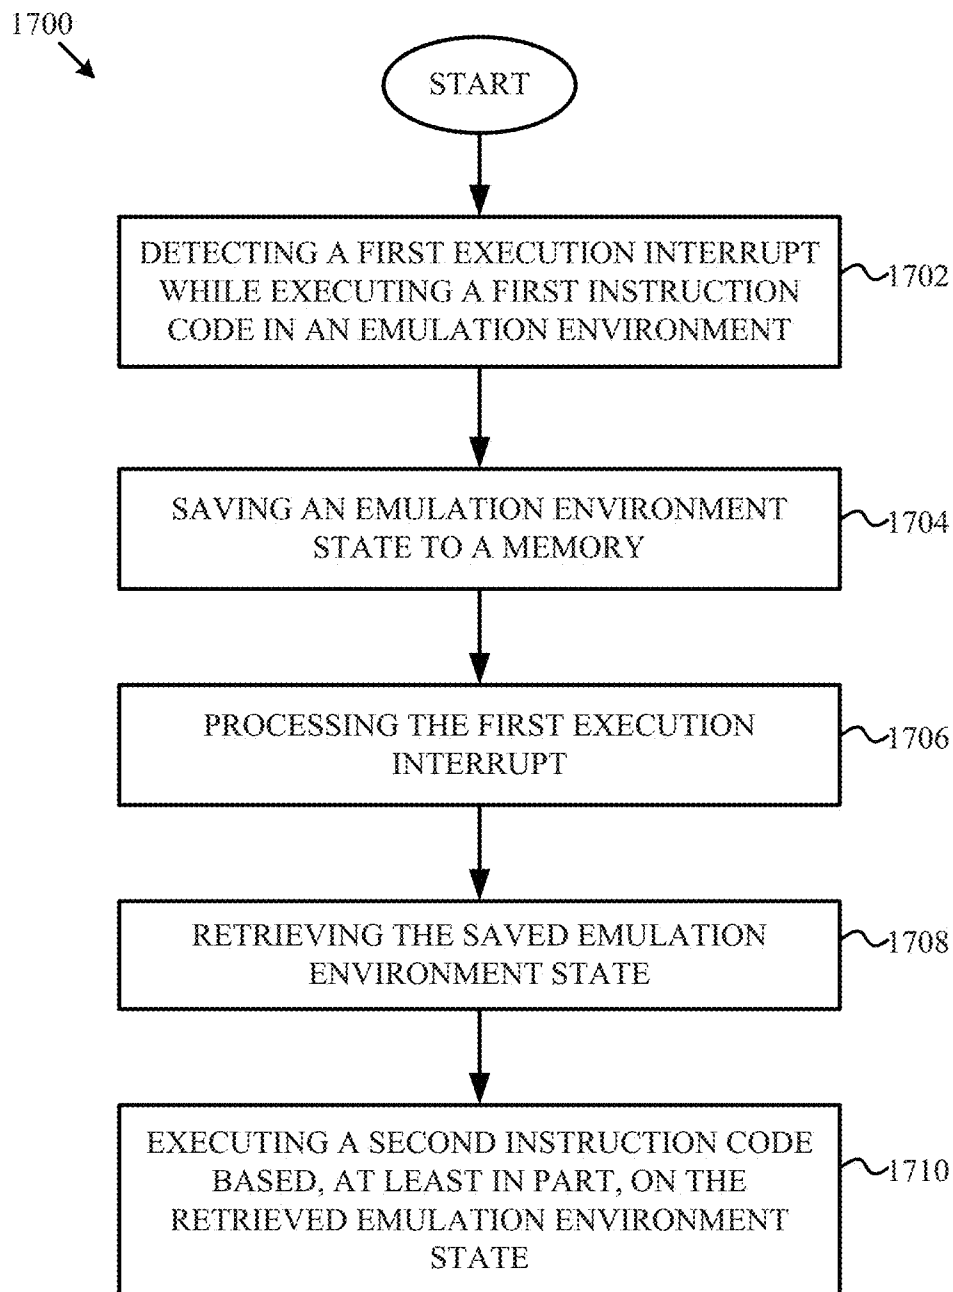 1700
START
DETECTING A FIRST EXECUTION INTERRUPT
WHILE EXECUTING A FIRST INSTRUCTION
CODE IN AN EMULATION ENVIRONMENT
1702
SAVING AN EMULATION ENVIRONMENT
STATE TO A MEMORY
1704
PROCESSING THE FIRST EXECUTION
INTERRUPT
1706
RETRIEVING THE SAVED EMULATION
ENVIRONMENT STATE
1708
EXECUTING A SECOND INSTRUCTION CODE
BASED, AT LEAST IN PART, ON THE
RETRIEVED EMULATION ENVIRONMENT
STATE
1710